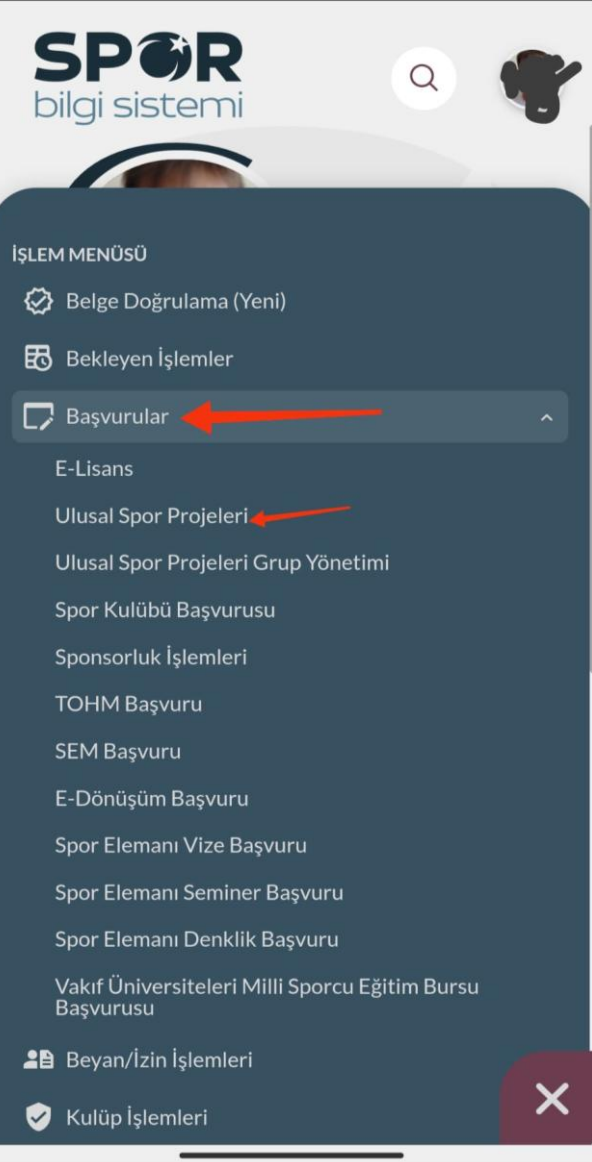 SPOR
bilgi sistemi
İŞLEM MENÜSÜ
Belge Doğrulama (Yeni)
Bekleyen İşlemler
Başvurular
E-Lisans
Ulusal Spor Projeleri
Ulusal Spor Projeleri Grup Yönetimi
Spor Kulübü Başvurusu
Sponsorluk İşlemleri
TOHM Başvuru
SEM Başvuru
E-Dönüşüm Başvuru
Spor Elemanı Vize Başvuru
Spor Elemanı Seminer Başvuru
Spor Elemanı Denklik Başvuru
Vakıf Üniversiteleri Milli Sporcu Eğitim Bursu
Başvurusu
Beyan/İzin İşlemleri
Kulüp İşlemleri